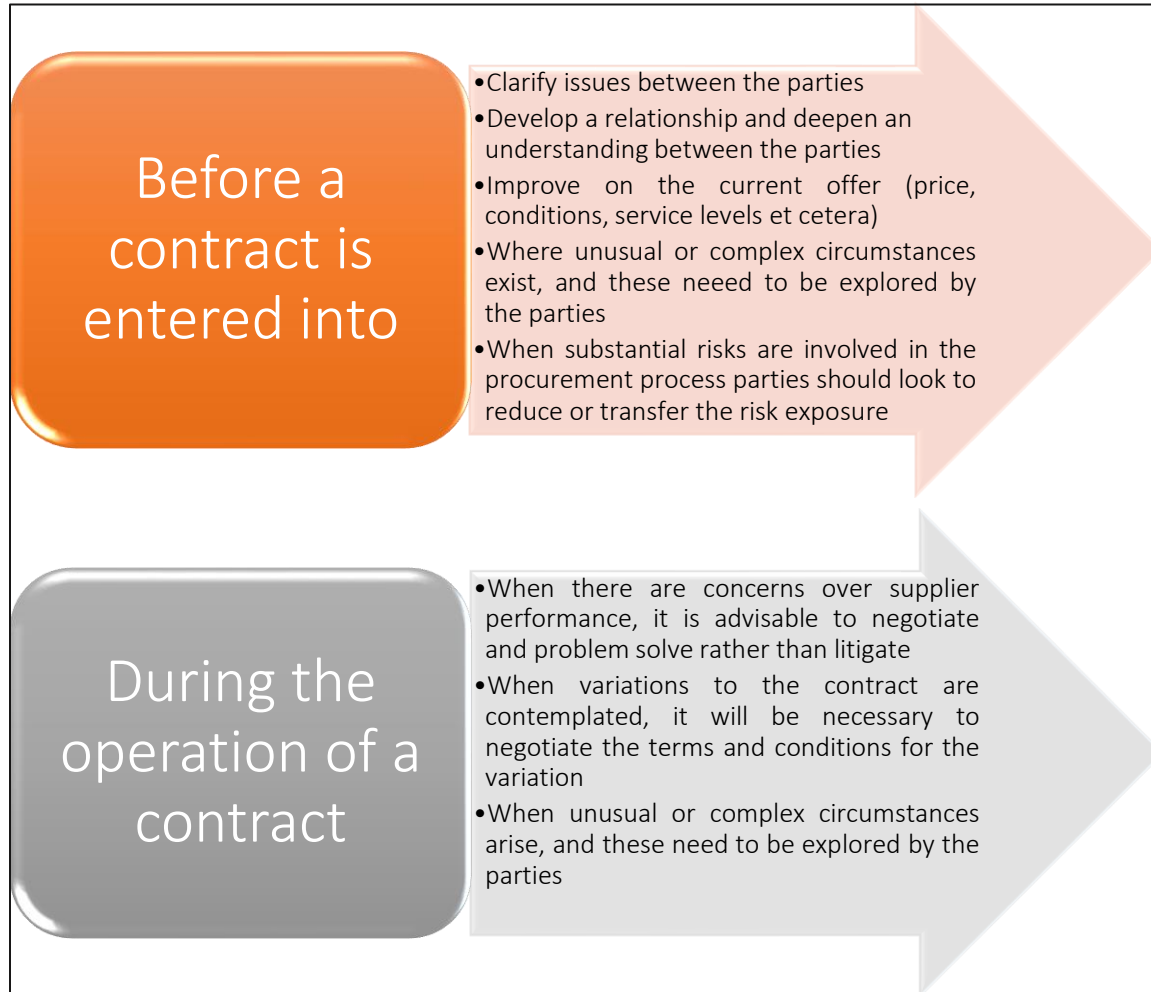 Before a
contract is
entered into
•Clarify issues between the parties
•Develop a relationship and deepen an
understanding between the parties
•Improve on the current offer (price,
conditions, service levels et cetera)
•Where unusual or complex circumstances
exist, and these neeed to be explored by
the parties
•When substantial risks are involved in the
procurement process parties should look to
reduce or transfer the risk exposure
During the
operation of a
contract
•When there are concerns over supplier
performance, it is advisable to negotiate
and problem solve rather than litigate
•When variations to the contract are
contemplated, it will be necessary to
negotiate the terms and conditions for the
variation
•When unusual or complex circumstances
arise, and these need to be explored by the
parties